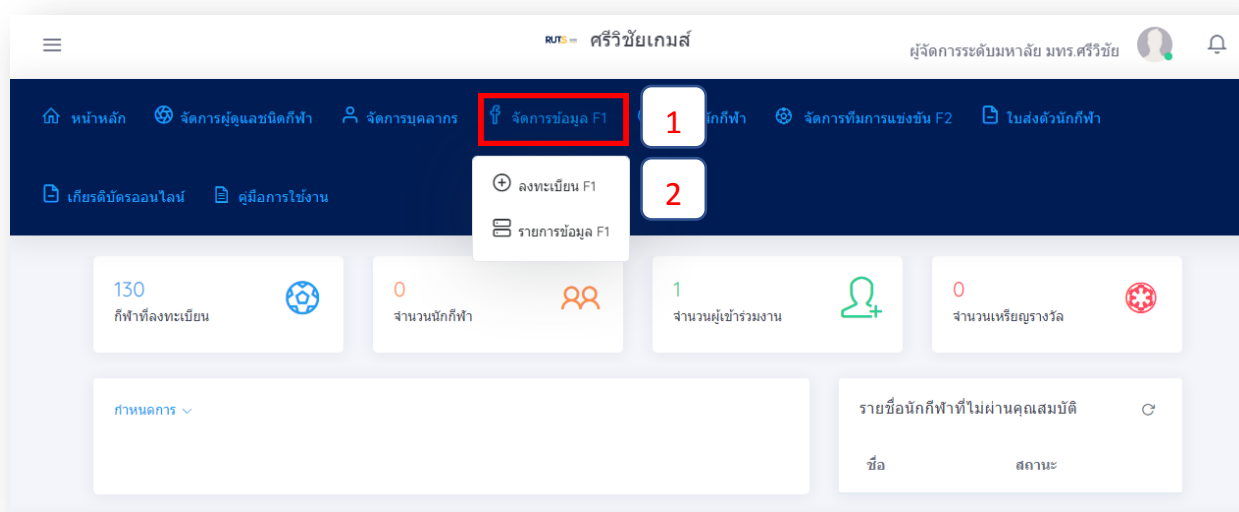 RUTS ศรีวิชัยเกมส์
ผู้จัดการระดับมหาลัย มทร.ศรีวิชัย
หน้าหลัก จัดการผู้ดูแลชนิดกีฬา จัดการบุคลากร จัดการข้อมูล F1 1 นักกีฬา จัดการทีมการแข่งขัน F2 ใบส่งตัวนักกีฬา
เกียรติบัตรออนไลน์ คู่มือการใช้งาน
ลงทะเบียน F1 2
รายการข้อมูล F1
130
กีฬาที่ลงทะเบียน
0
จำนวนนักกีฬา
1
จำนวนผู้เข้าร่วมงาน
0
จำนวนเหรียญรางวัล
กำหนดการ
รายชื่อนักกีฬาที่ไม่ผ่านคุณสมบัติ
ชื่อ สถานะ